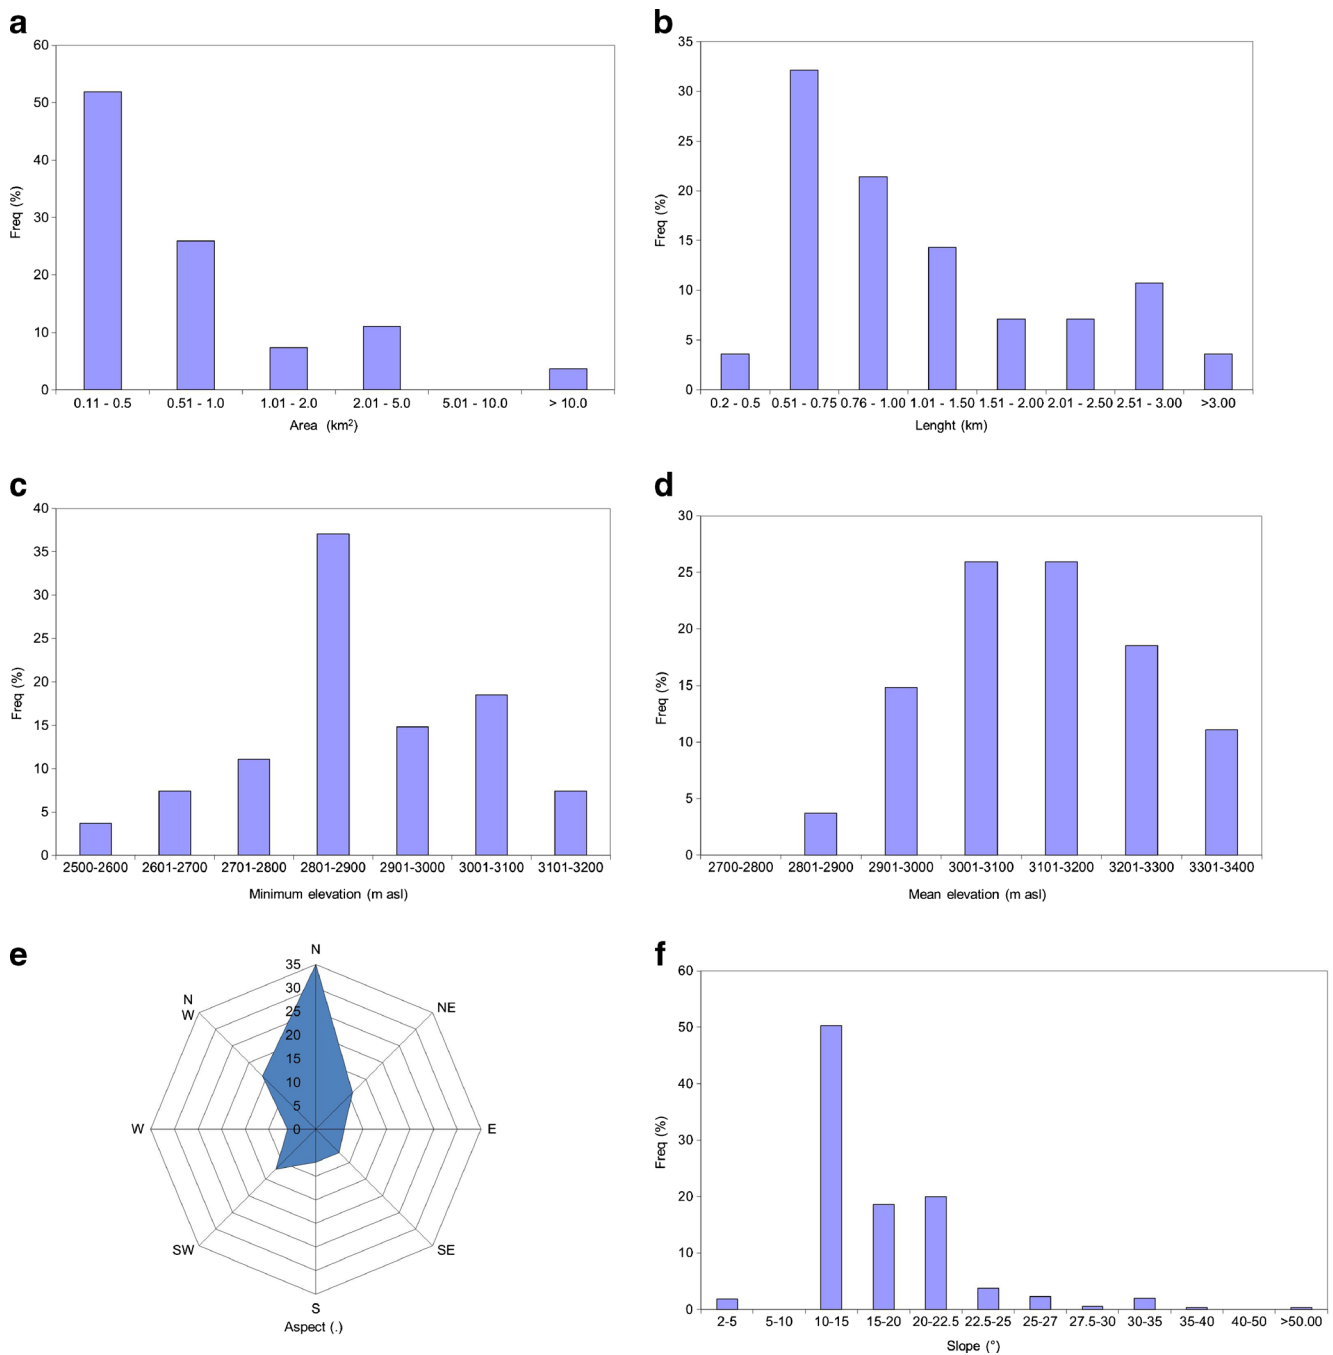 a
60
50
40
30
20
10
0
Freq (%)
0.11 - 0.5 0.51 - 1.0 1.01 - 2.0 2.01 - 5.0 5.01 - 10.0 > 10.0
Area (km²)
b
35
30
25
20
15
10
5
0
Freq (%)
0.2 - 0.5 0.51 - 0.75 0.76 - 1.00 1.01 - 1.50 1.51 - 2.00 2.01 - 2.50 2.51 - 3.00 >3.00
Lenght (km)
c
40
35
30
25
20
15
10
5
0
Freq (%)
2500-2600 2601-2700 2701-2800 2801-2900 2901-3000 3001-3100 3101-3200
Minimum elevation (m asl)
d
30
25
20
15
10
5
0
Freq (%)
2700-2800 2801-2900 2901-3000 3001-3100 3101-3200 3201-3300 3301-3400
Mean elevation (m asl)
e
N
35
30
25
20
15
10
5
0
N
W
NE
W
E
SW
SE
S
Aspect (.)
f
60
50
40
30
20
10
0
Freq (%)
2-5 5-10 10-15 15-20 20-22.5 22.5-25 25-27 27.5-30 30-35 35-40 40-50 >50.00
Slope (°)